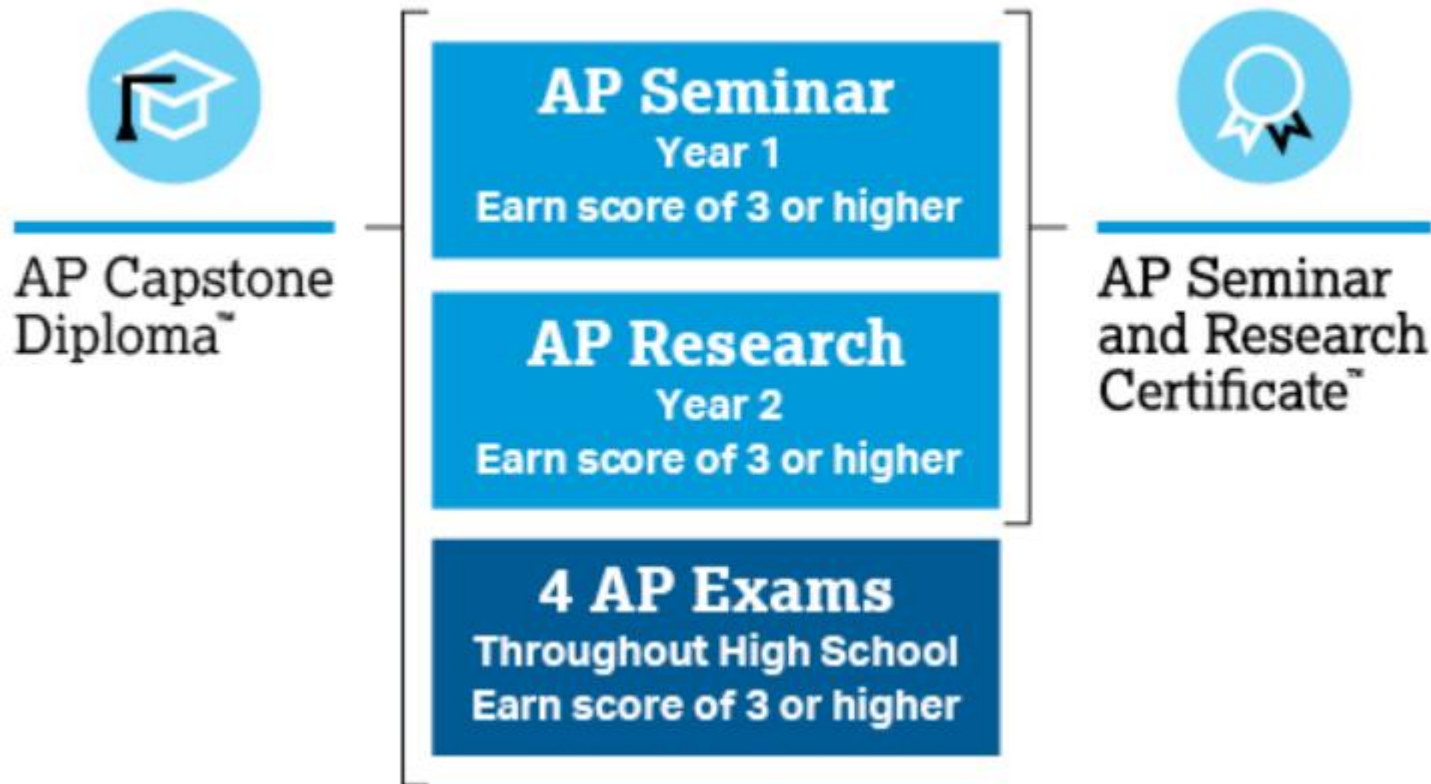 AP Capstone
Diploma™
AP Seminar
Year 1
Earn score of 3 or higher
AP Research
Year 2
Earn score of 3 or higher
4 AP Exams
Throughout High School
Earn score of 3 or higher
AP Seminar
and Research
Certificate™